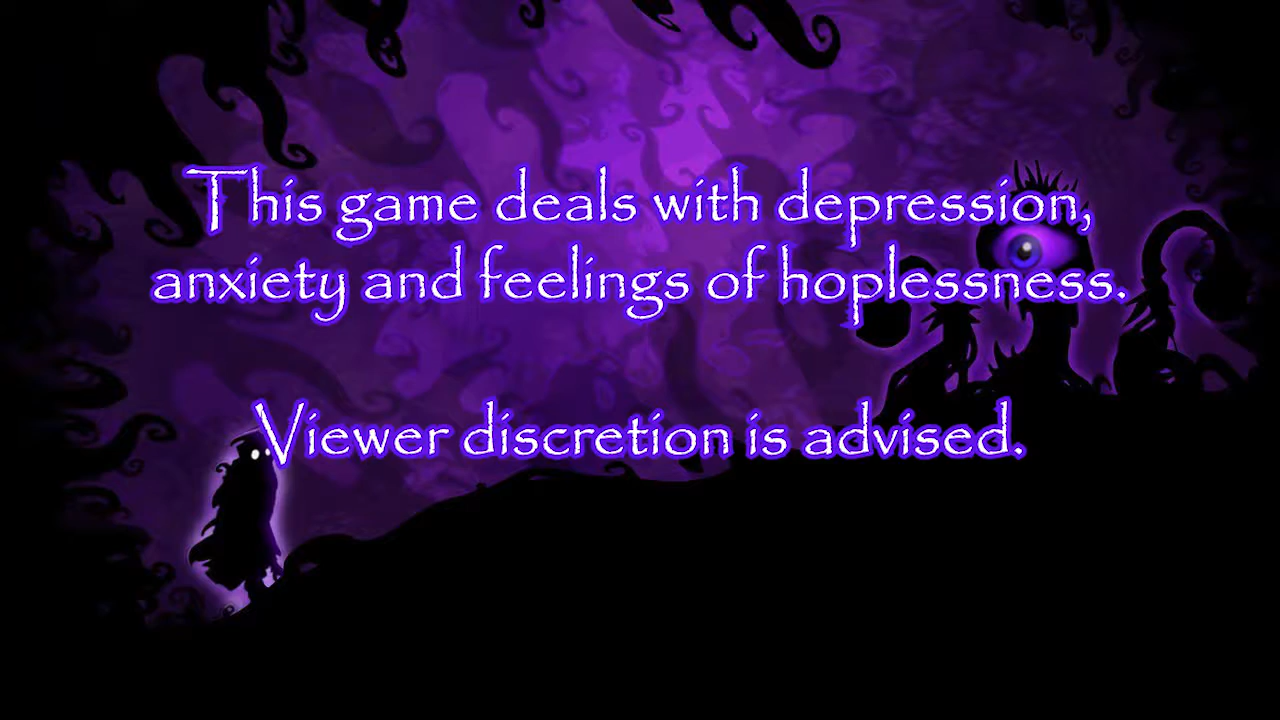 This game deals with depression,
anxiety and feelings of hoplessness.
Viewer discretion is advised.